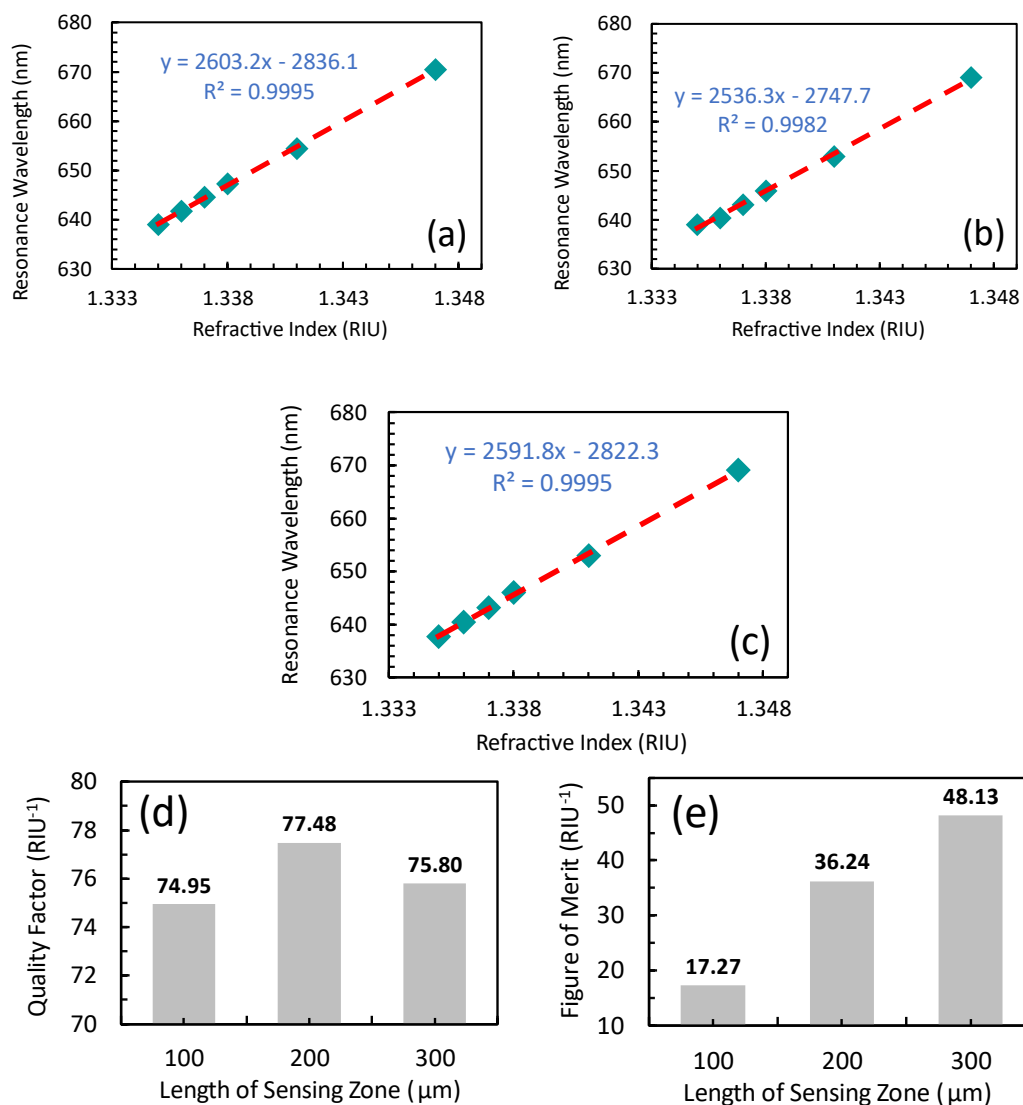 Resonance Wavelength (nm)
680
670
660
650
640
630
y = 2603.2x - 2836.1
R² = 0.9995
(a)
1.333
1.338
1.343
1.348
Refractive Index (RIU)
Resonance Wavelength (nm)
680
670
660
650
640
630
y = 2536.3x - 2747.7
R² = 0.9982
(b)
1.333
1.338
1.343
1.348
Refractive Index (RIU)
Resonance Wavelength (nm)
680
670
660
650
640
630
y = 2591.8x - 2822.3
R² = 0.9995
(c)
1.333
1.338
1.343
1.348
Refractive Index (RIU)
Quality Factor (RIU⁻¹)
80
78
76
74
72
70
(d)
74.95
77.48
75.80
100
200
300
Length of Sensing Zone (µm)
Figure of Merit (RIU⁻¹)
50
40
30
20
10
(e)
17.27
36.24
48.13
100
200
300
Length of Sensing Zone (µm)